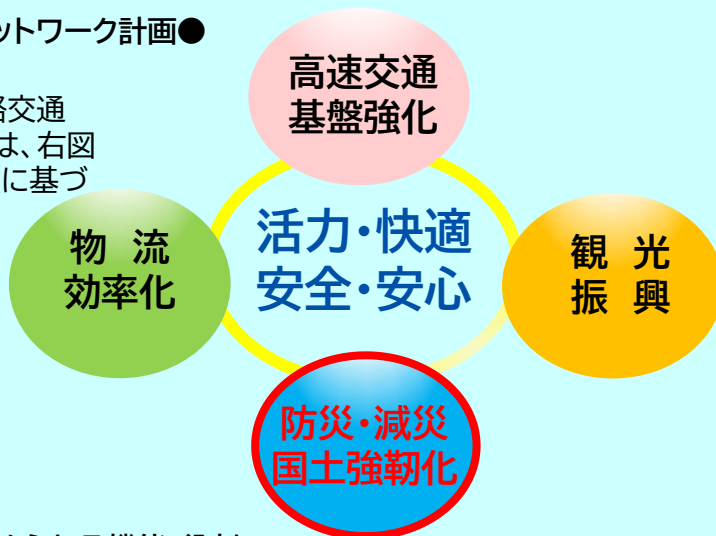 ットワーク計画●
高速交通
基盤強化
路交通
は、右図
に基づ
物 流
効率化
活力・快適
安全・安心
観 光
振 興
防災・減災
国土強靭化